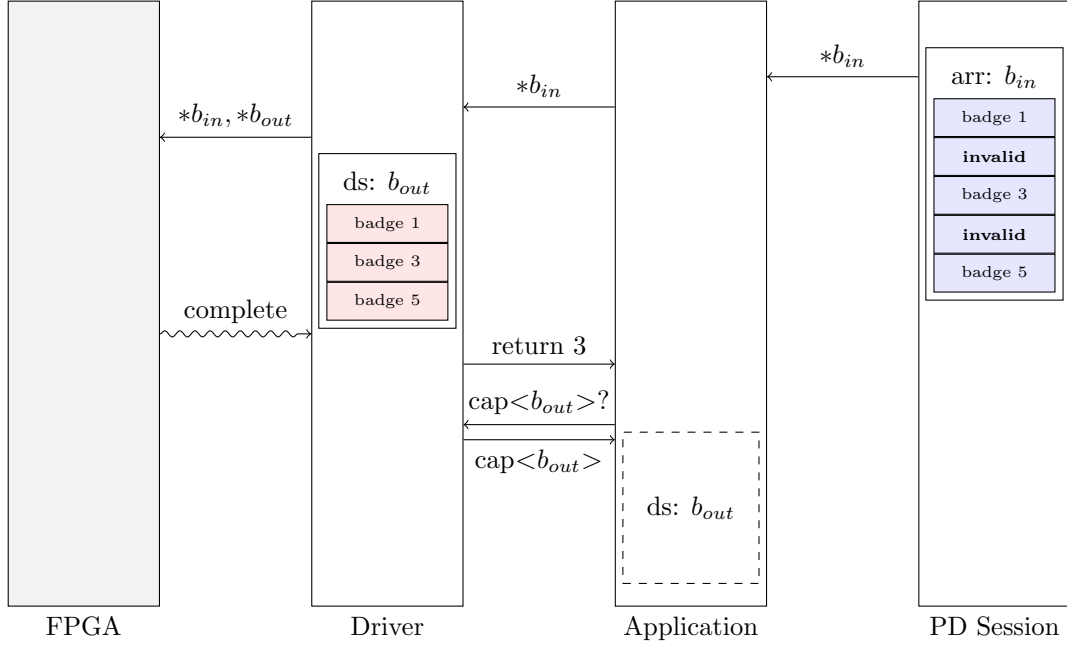 *b_in
arr: b_in
badge 1
invalid
badge 3
invalid
badge 5
*b_in
*b_in, *b_out
ds: b_out
badge 1
badge 3
badge 5
complete
return 3
cap<b_out>?
cap<b_out>
ds: b_out
FPGA
Driver
Application
PD Session